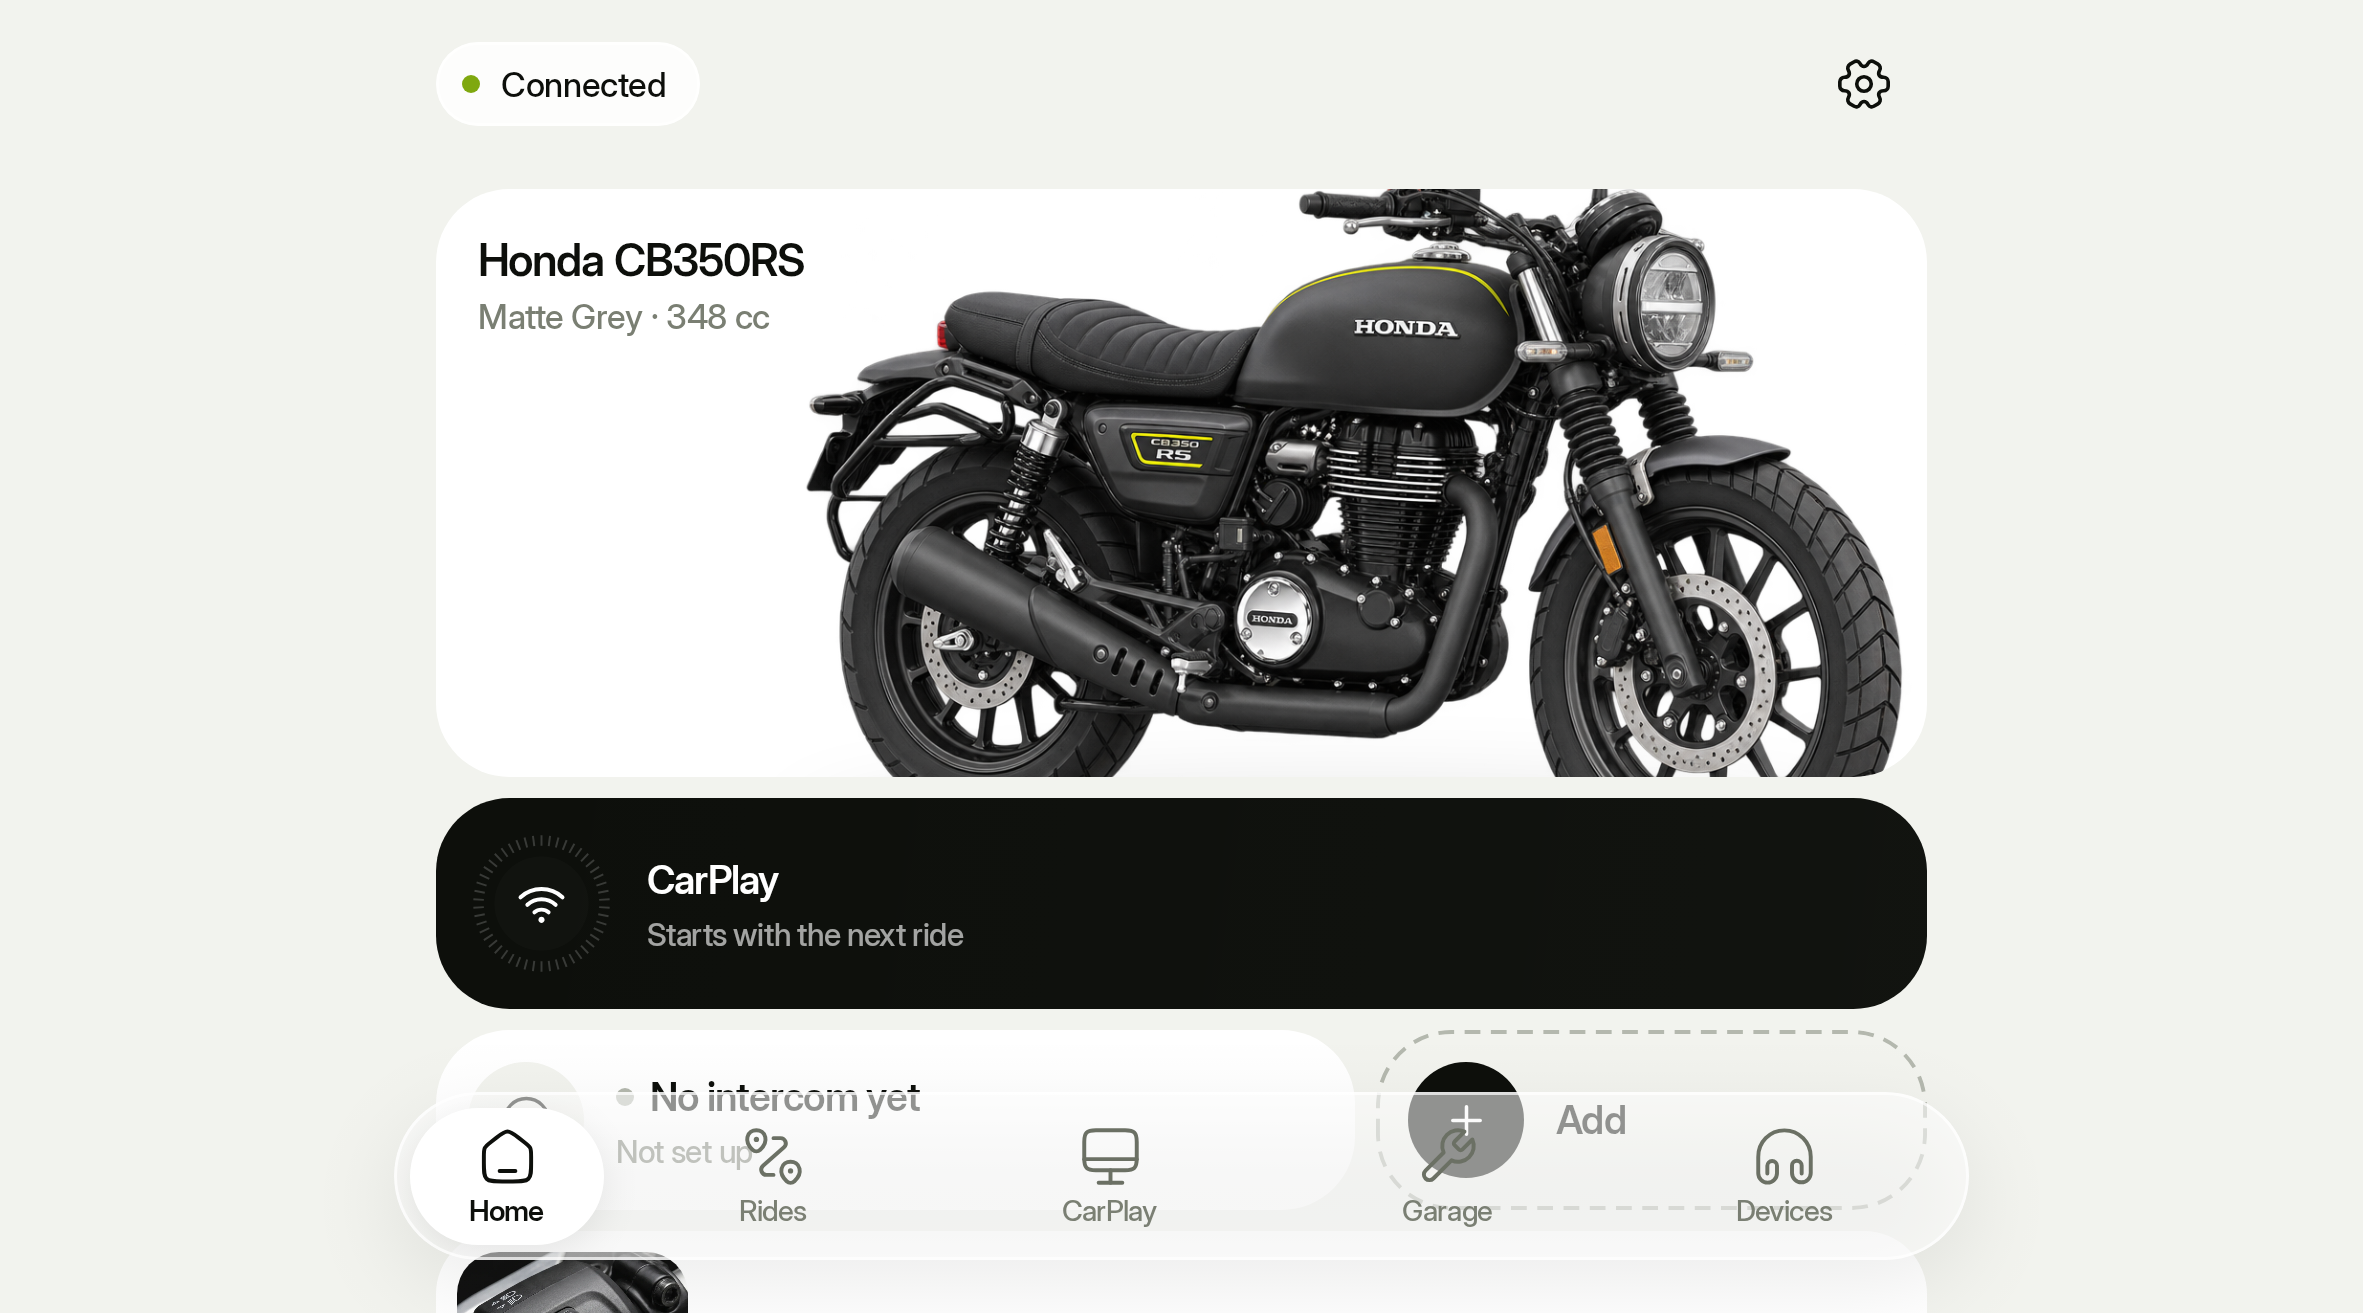 Connected
Honda CB350RS
Matte Grey · 348 cc
HONDA
CB350
RS
HONDA
CarPlay
Starts with the next ride
No intercom yet
Not set up
Add
Home
Rides
CarPlay
Garage
Devices